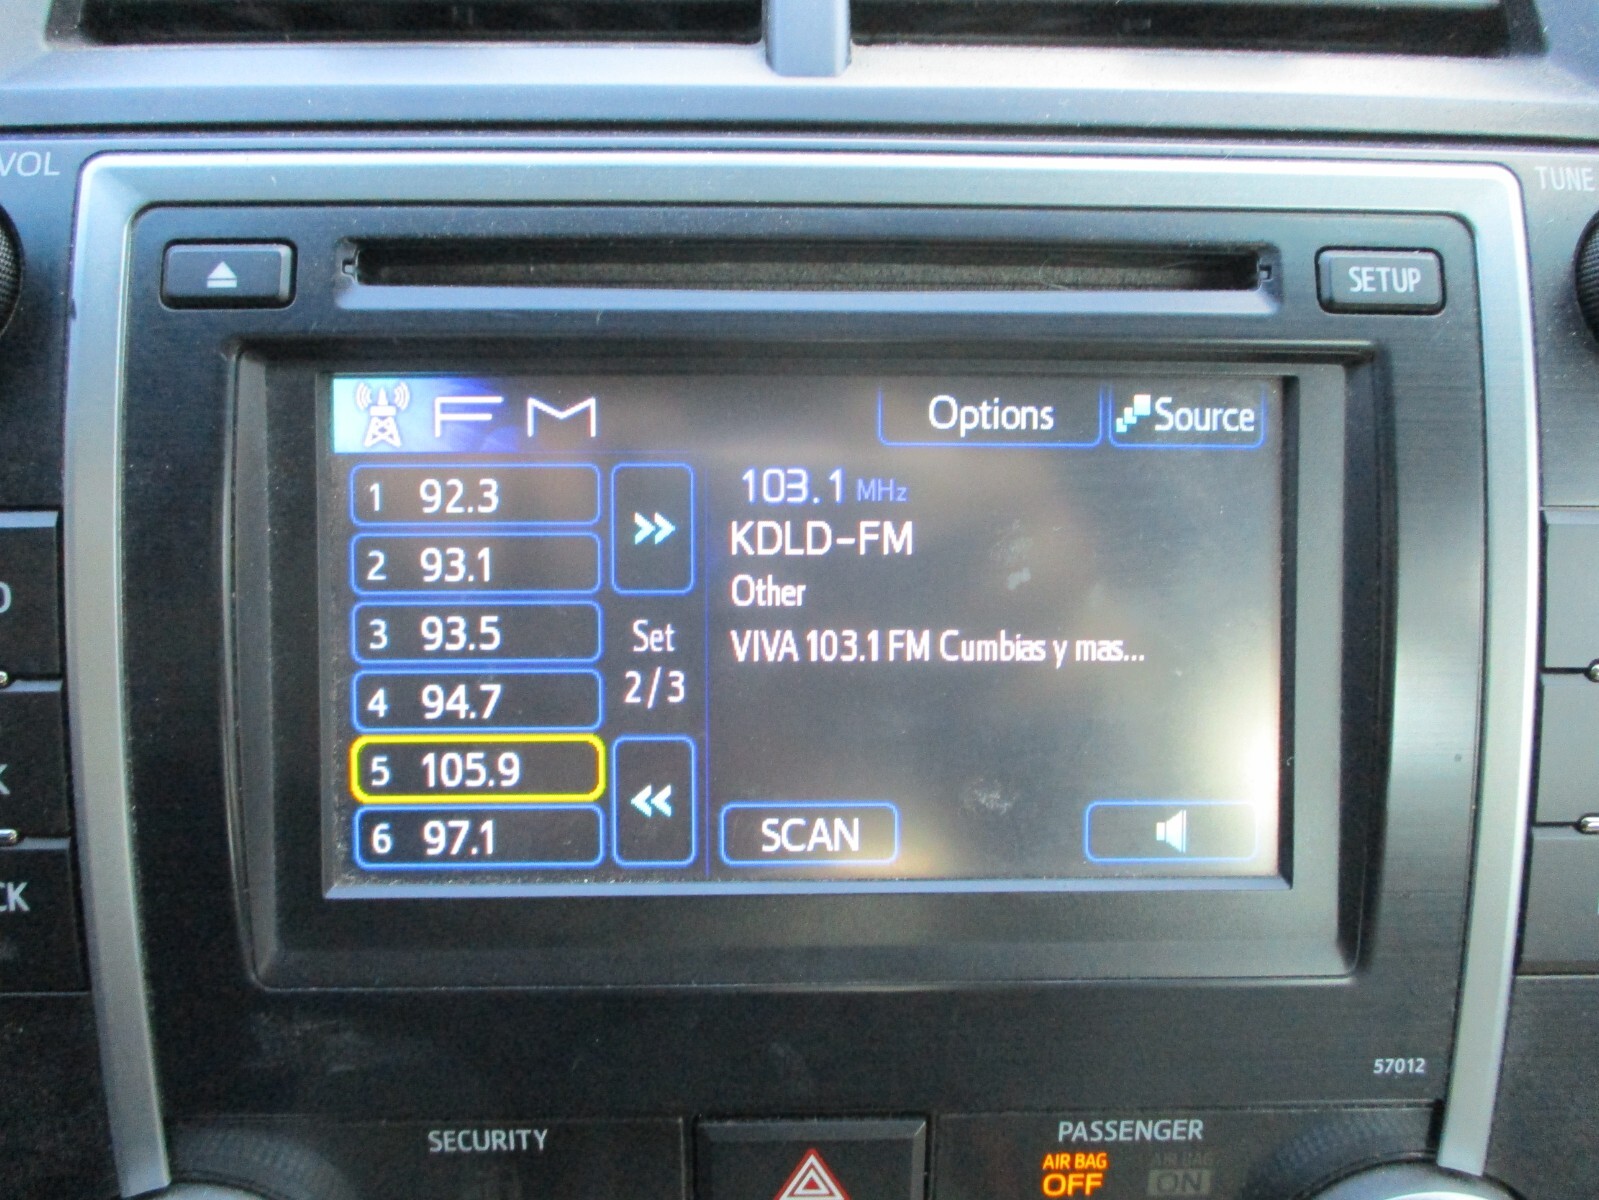 VOL
TUNE
SETUP
FM
Options
Source
1 92.3
2 93.1
3 93.5
4 94.7
5 105.9
6 97.1
Set
2/3
103.1 MHz
KDLD-FM
Other
VIVA 103.1 FM Cumbias y mas...
SCAN
CK
57012
SECURITY
PASSENGER
AIR BAG
OFF
AIR BAG
ON